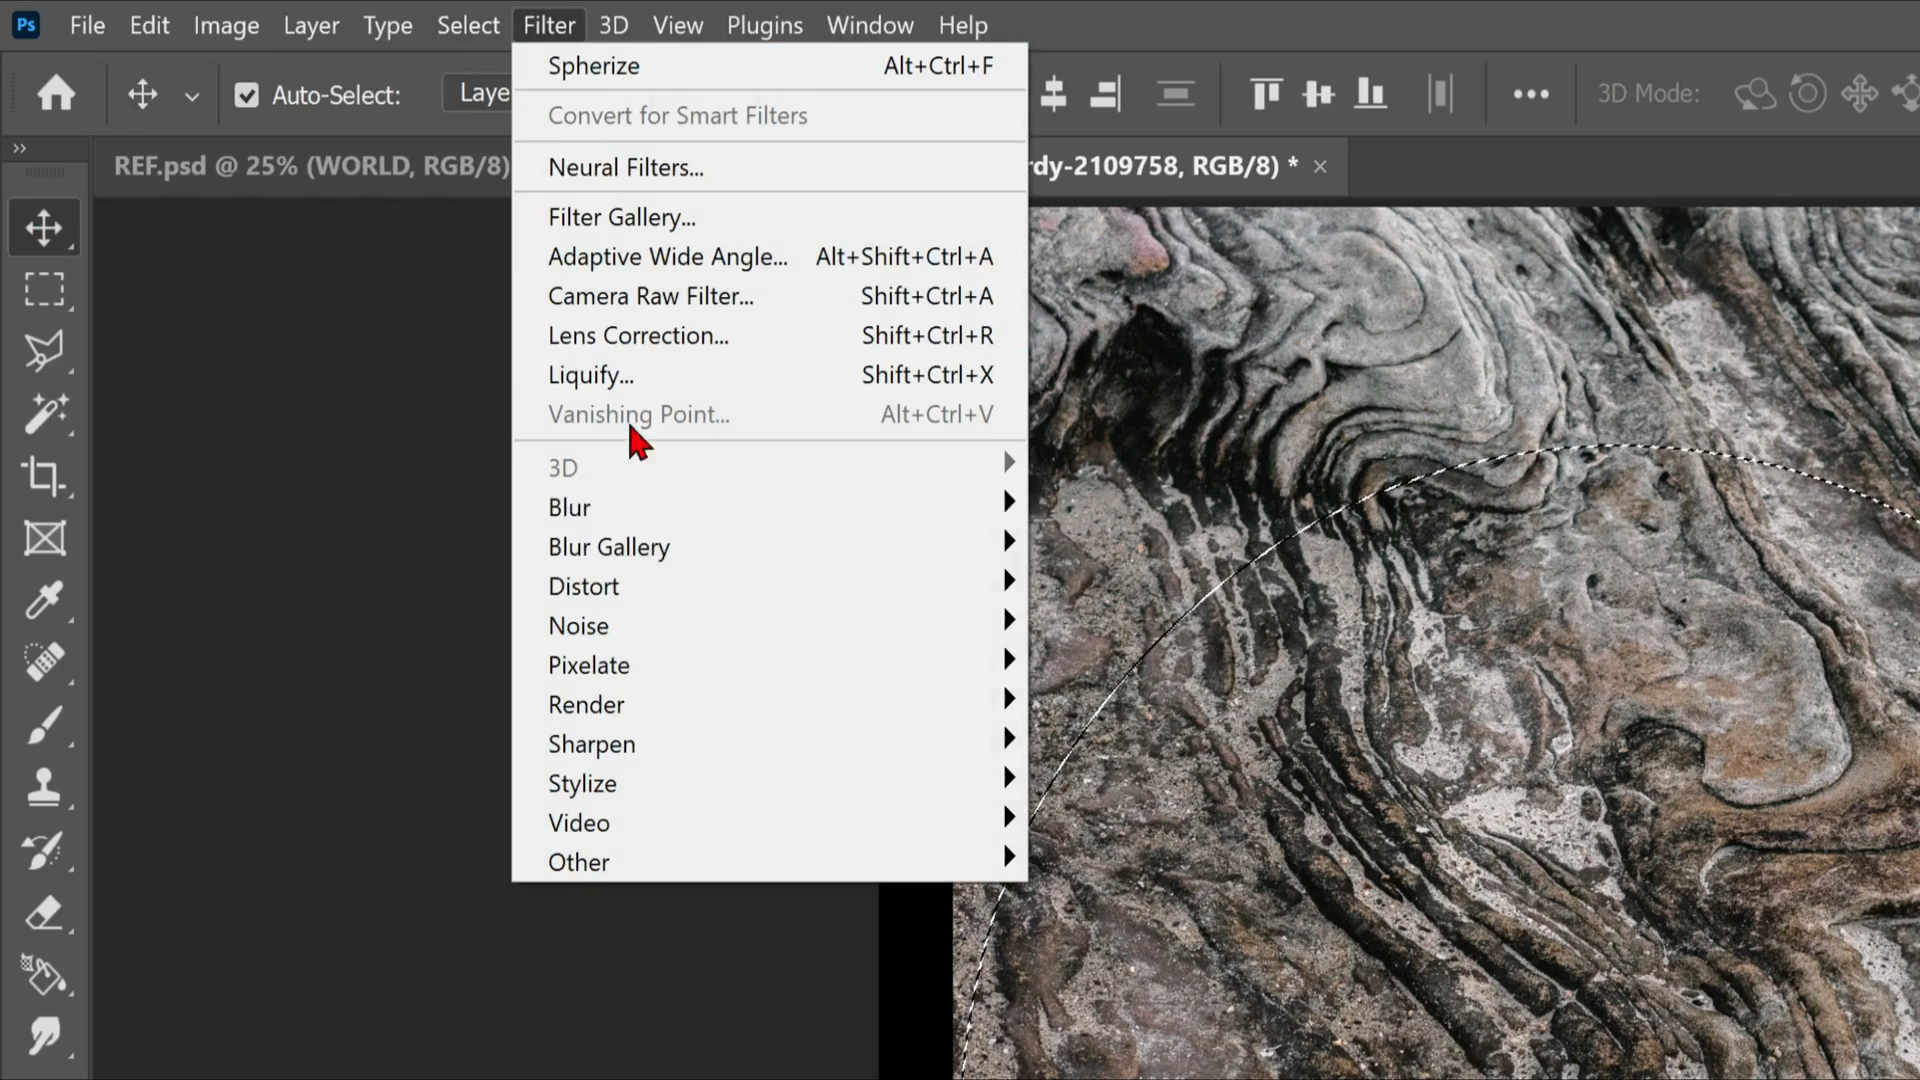 Ps File Edit Image Layer Type Select Filter 3D View Plugins Window Help
Auto-Select: Laye
3D Mode:
REF.psd @ 25% (WORLD, RGB/8)
rdy-2109758, RGB/8) * ×
Spherize Alt+Ctrl+F
Convert for Smart Filters
Neural Filters...
Filter Gallery...
Adaptive Wide Angle... Alt+Shift+Ctrl+A
Camera Raw Filter... Shift+Ctrl+A
Lens Correction... Shift+Ctrl+R
Liquify... Shift+Ctrl+X
Vanishing Point... Alt+Ctrl+V
3D
Blur
Blur Gallery
Distort
Noise
Pixelate
Render
Sharpen
Stylize
Video
Other